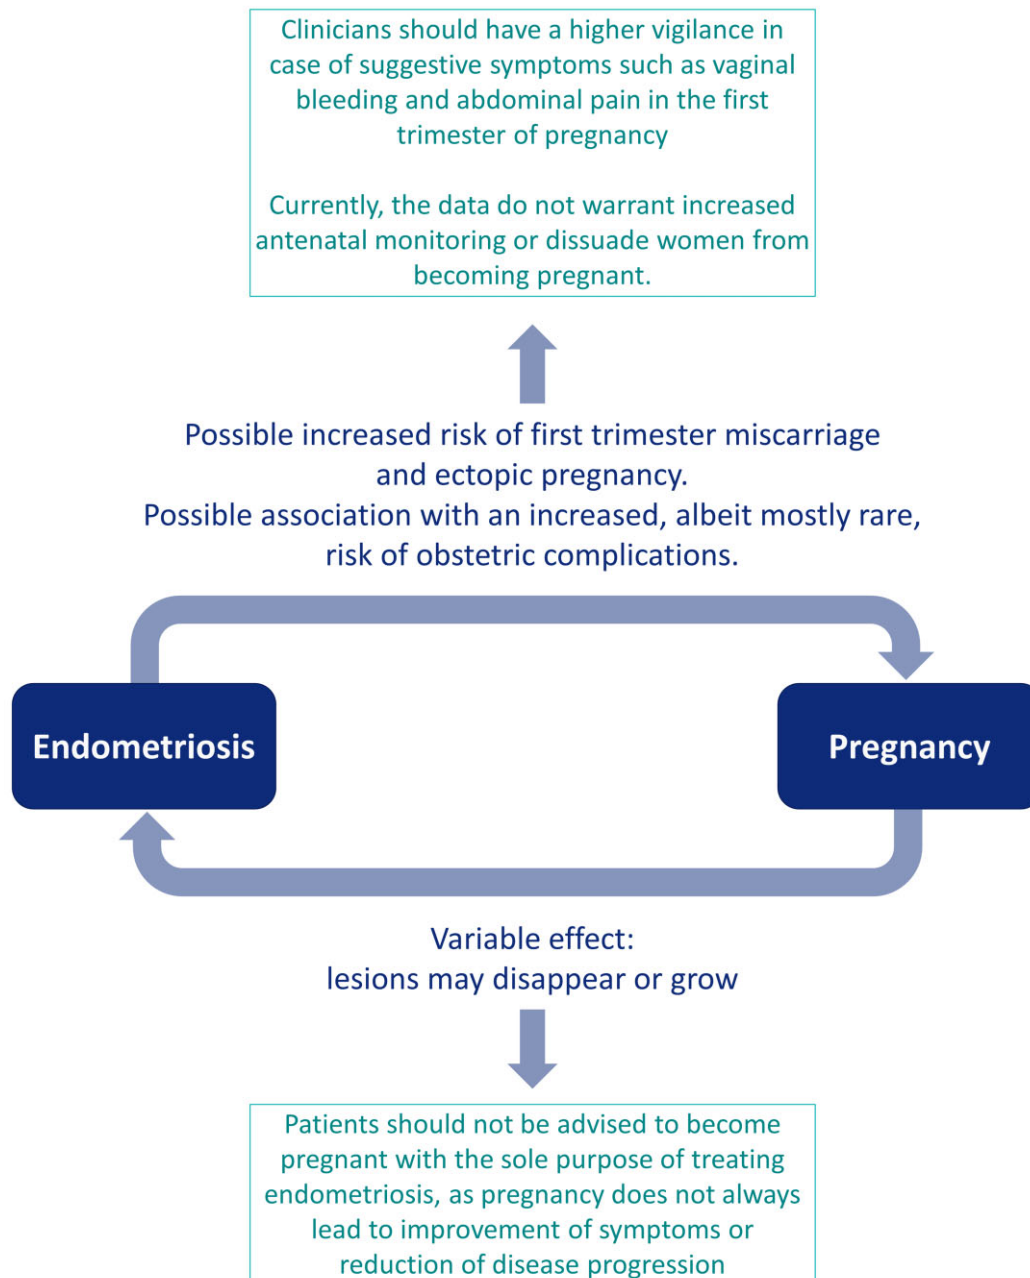 Clinicians should have a higher vigilance in
case of suggestive symptoms such as vaginal
bleeding and abdominal pain in the first
trimester of pregnancy
Currently, the data do not warrant increased
antenatal monitoring or dissuade women from
becoming pregnant.
Possible increased risk of first trimester miscarriage
and ectopic pregnancy.
Possible association with an increased, albeit mostly rare,
risk of obstetric complications.
Endometriosis
Pregnancy
Variable effect:
lesions may disappear or grow
Patients should not be advised to become
pregnant with the sole purpose of treating
endometriosis, as pregnancy does not always
lead to improvement of symptoms or
reduction of disease progression